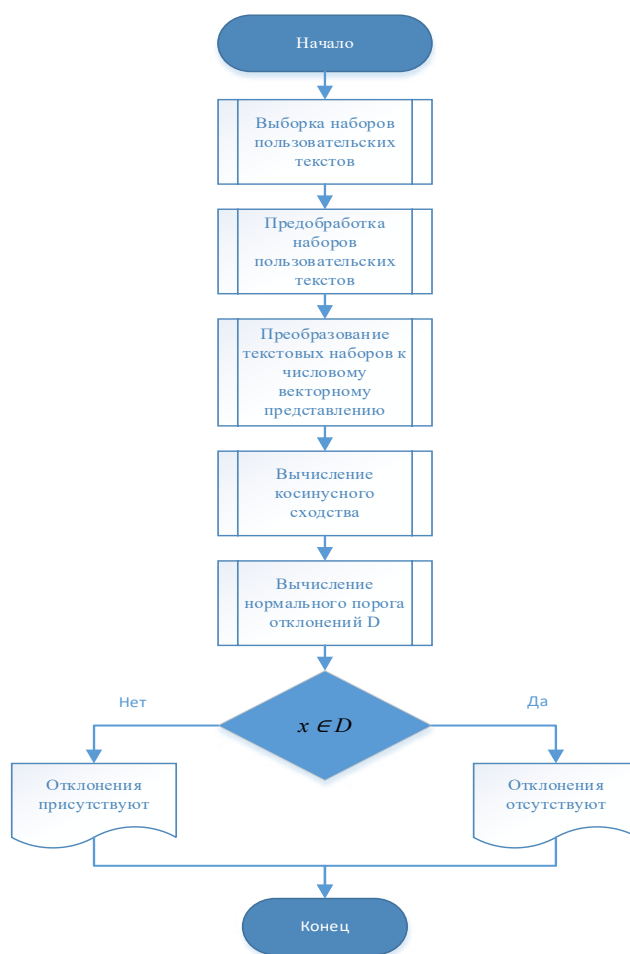 Начало
Выборка наборов
пользовательских
текстов
Предобработка
наборов
пользовательских
текстов
Преобразование
текстовых наборов к
числовому
векторному
представлению
Вычисление
косинусного
сходства
Вычисление
нормального порога
отклонений D
Нет
x ∈ D
Да
Отклонения
присутствуют
Отклонения
отсутствуют
Конец